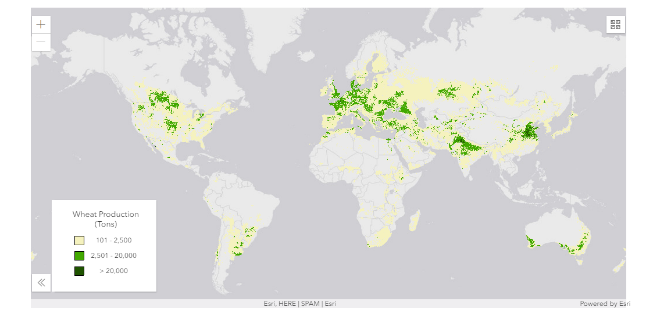 Wheat Production
(Tons)
101 - 2,500
2,501 - 20,000
> 20,000
Esri, HERE | SPAM | Esri
Powered by Esri